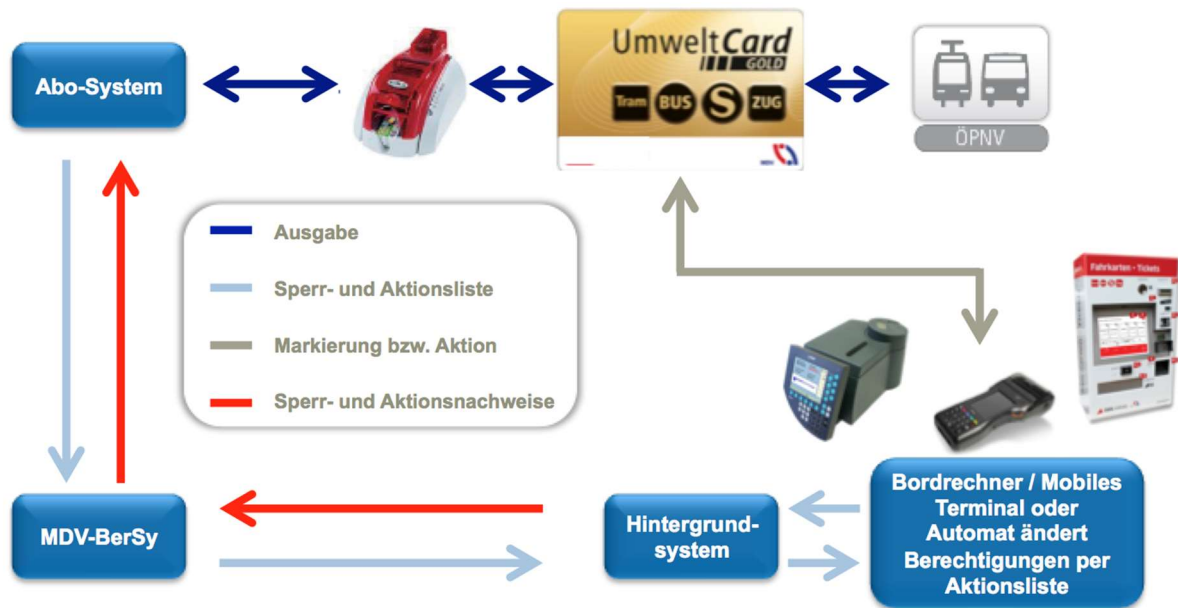 Abo-System
UmweltCard
GOLD
Tram BUS S ZUG
MDV
ÖPNV
Ausgabe
Sperr- und Aktionsliste
Markierung bzw. Aktion
Sperr- und Aktionsnachweise
Fahrkarten • Tickets
MDV-BerSy
Hintergrund-
system
Bordrechner / Mobiles
Terminal oder
Automat ändert
Berechtigungen per
Aktionsliste